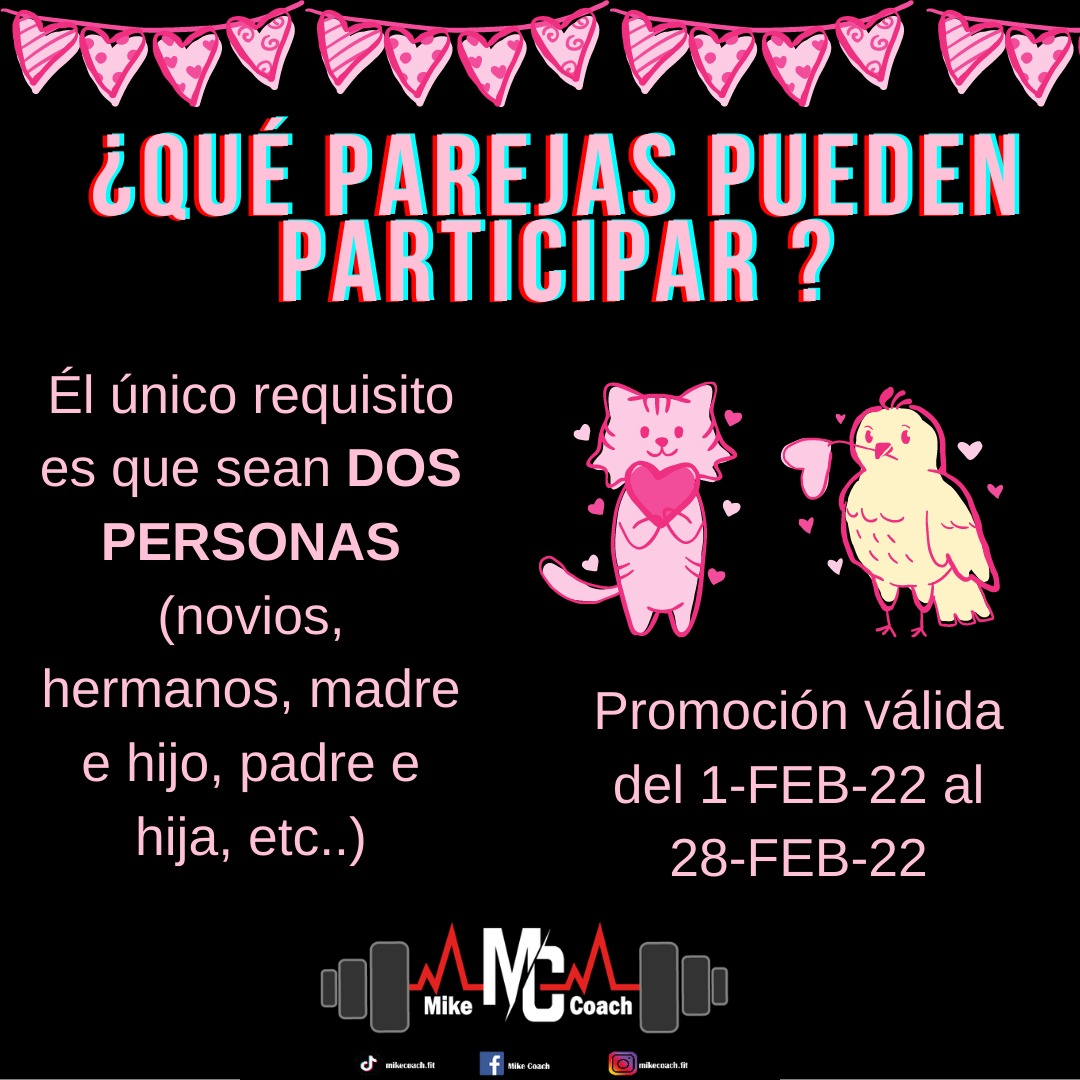 ¿QUÉ PAREJAS PUEDEN
PARTICIPAR ?
Él único requisito
es que sean DOS
PERSONAS
(novios,
hermanos, madre
e hijo, padre e
hija, etc..)
Promoción válida
del 1-FEB-22 al
28-FEB-22
MC
Mike Coach
mikecoach.fit
Mike Coach
mikecoach.fit